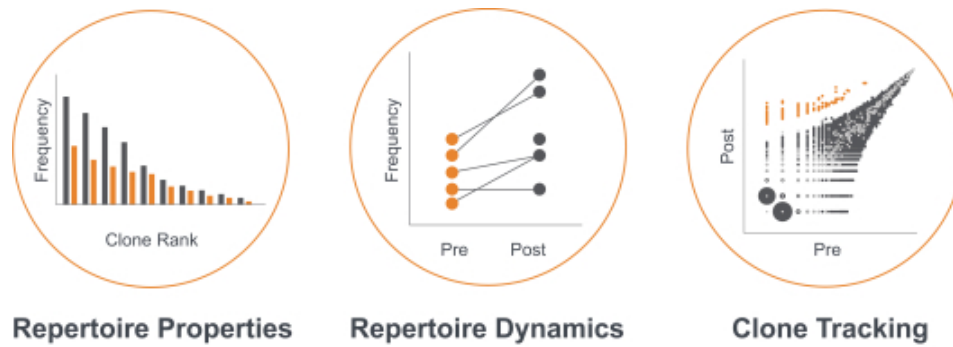 Frequency
Clone Rank
Repertoire Properties
Frequency
Pre
Post
Repertoire Dynamics
Post
Pre
Clone Tracking